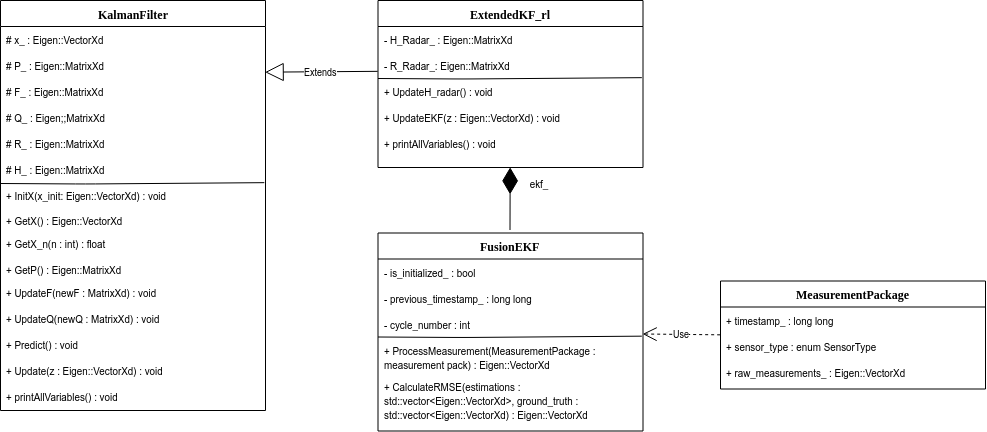 KalmanFilter
# x_ : Eigen::VectorXd
# P_ : Eigen::MatrixXd
# F_ : Eigen::MatrixXd
# Q_ : Eigen;;MatrixXd
# R_ : Eigen::MatrixXd
# H_ : Eigen::MatrixXd
+ InitX(x_init: Eigen::VectorXd) : void
+ GetX() : Eigen::VectorXd
+ GetX_n(n : int) : float
+ GetP() : Eigen::MatrixXd
+ UpdateF(newF : MatrixXd) : void
+ UpdateQ(newQ : MatrixXd) : void
+ Predict() : void
+ Update(z : Eigen::VectorXd) : void
+ printAllVariables() : void
Extends
ExtendedKF_rl
- H_Radar_ : Eigen::MatrixXd
- R_Radar_: Eigen::MatrixXd
+ UpdateH_radar() : void
+ UpdateEKF(z : Eigen::VectorXd) : void
+ printAllVariables() : void
ekf_
FusionEKF
- is_initialized_ : bool
- previous_timestamp_ : long long
- cycle_number : int
+ ProcessMeasurement(MeasurementPackage :
measurement pack) : Eigen::VectorXd
+ CalculateRMSE(estimations :
std::vector<Eigen::VectorXd>, ground_truth :
std::vector<Eigen::VectorXd) : Eigen::VectorXd
Use
MeasurementPackage
+ timestamp_ : long long
+ sensor_type : enum SensorType
+ raw_measurements_ : Eigen::VectorXd